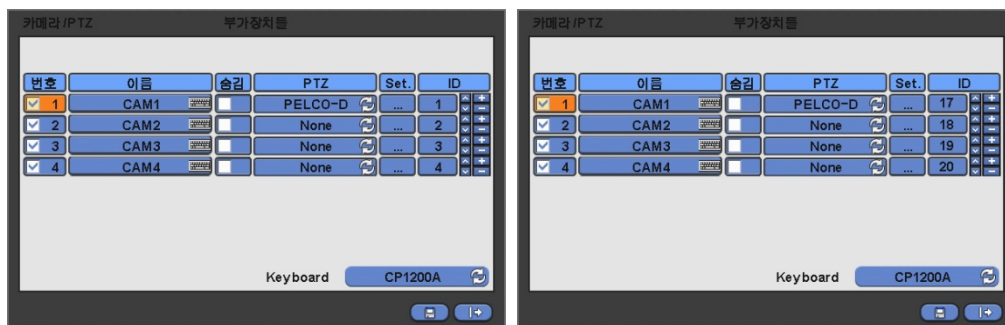 카메라 /PTZ 부가장치들
번호 이름 숨김 PTZ Set. ID
1 CAM1 PELCO-D ... 1
2 CAM2 None ... 2
3 CAM3 None ... 3
4 CAM4 None ... 4
Keyboard CP1200A
카메라 /PTZ 부가장치들
번호 이름 숨김 PTZ Set. ID
1 CAM1 PELCO-D ... 17
2 CAM2 None ... 18
3 CAM3 None ... 19
4 CAM4 None ... 20
Keyboard CP1200A